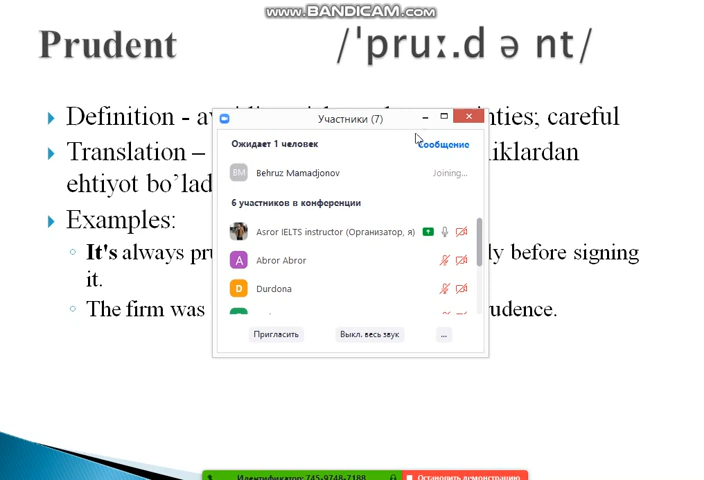 www.BANDICAM.com
Prudent /ˈpruː.d ə nt/
Definition - av nties; careful
Translation – liklardan
ehtiyot bo'lad
Examples:
It's always pru ly before signing
it.
The firm was udence.
Участники (7)
Ожидает 1 человек Сообщение
BM Behruz Mamadjonov Joining...
6 участников в конференции
Asror IELTS instructor (Организатор, я)
A Abror Abror
D Durdona
Пригласить Выкл. весь звук ...
Идентификатор: 745-9748-7188 Остановить демонстрацию